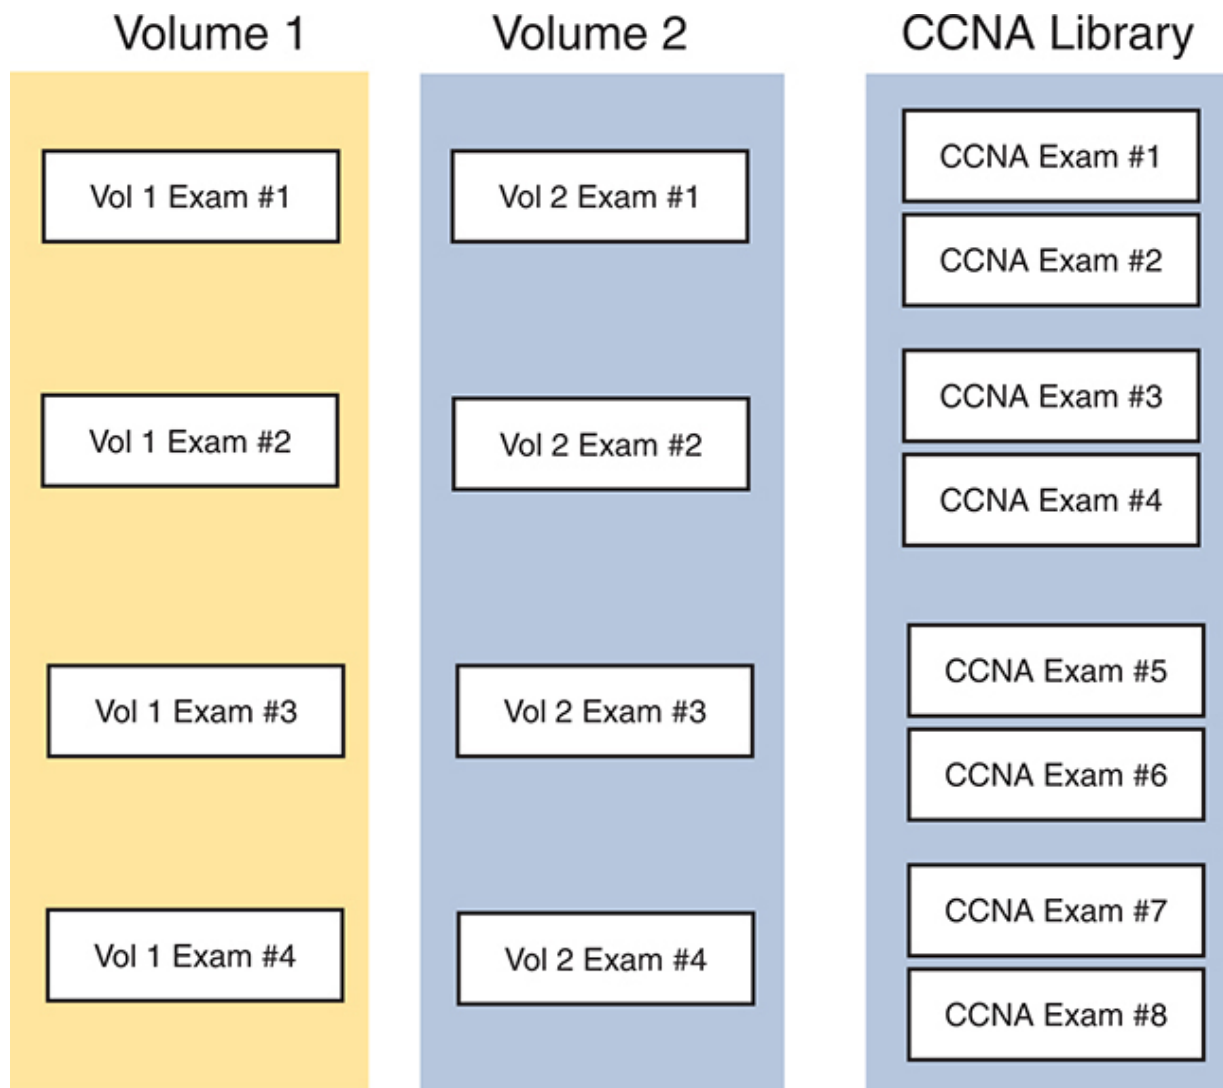 Volume 1
Vol 1 Exam #1
Vol 1 Exam #2
Vol 1 Exam #3
Vol 1 Exam #4
Volume 2
Vol 2 Exam #1
Vol 2 Exam #2
Vol 2 Exam #3
Vol 2 Exam #4
CCNA Library
CCNA Exam #1
CCNA Exam #2
CCNA Exam #3
CCNA Exam #4
CCNA Exam #5
CCNA Exam #6
CCNA Exam #7
CCNA Exam #8